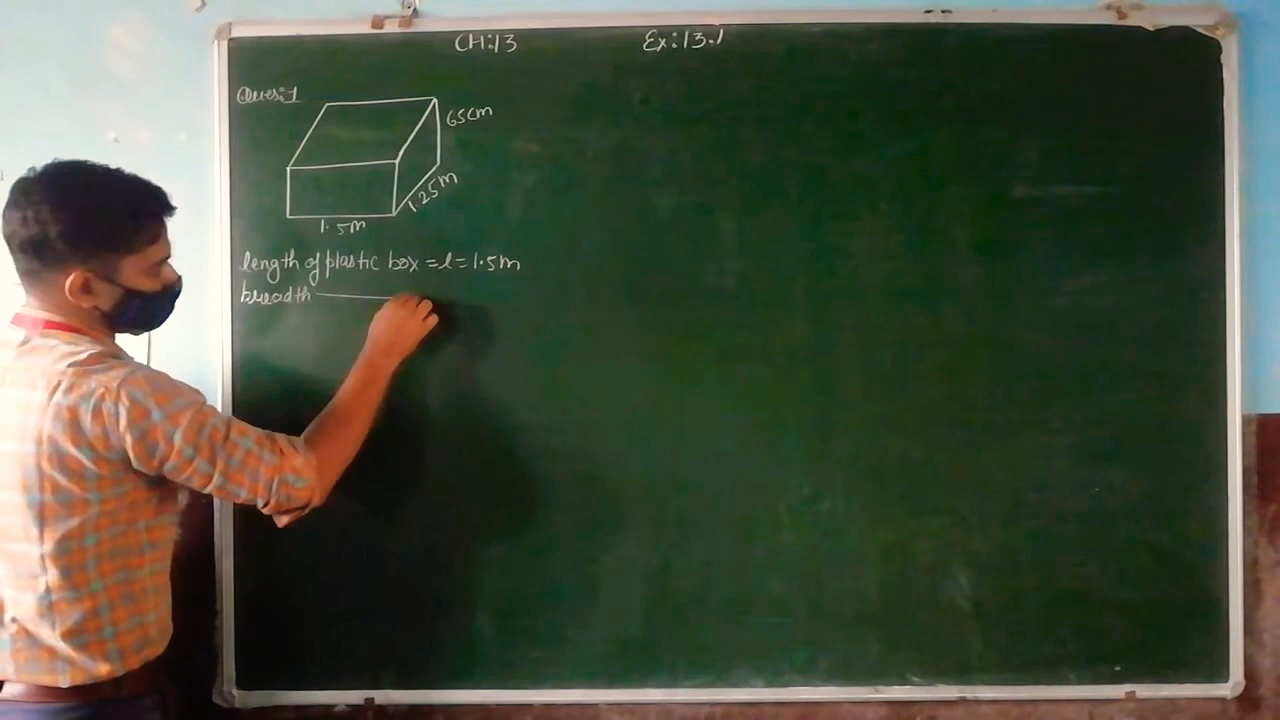 CH:13 Ex:13.1
Ques:1
65cm
1.25m
1.5m
length of plastic box = l = 1.5m
breadth